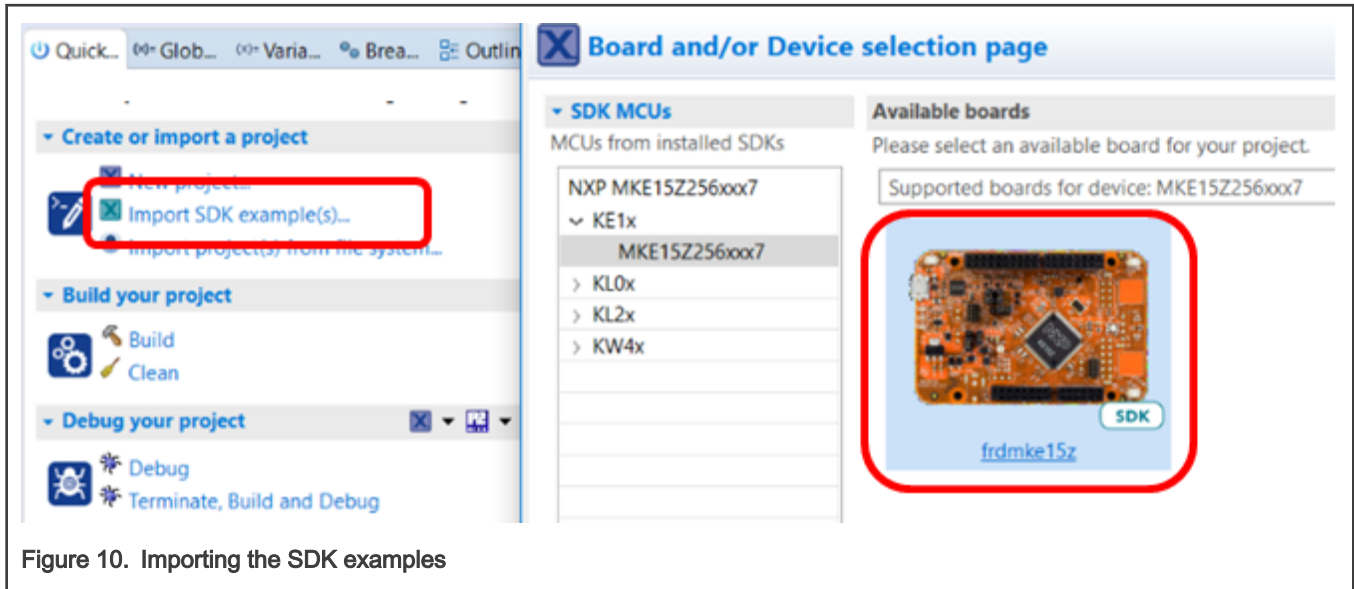 Quick...
Glob...
Varia...
Brea...
Outlin
Create or import a project
New project...
Import SDK example(s)...
Import project(s) from file system...
Build your project
Build
Clean
Debug your project
Debug
Terminate, Build and Debug
Board and/or Device selection page
SDK MCUs
MCUs from installed SDKs
NXP MKE15Z256xxx7
KE1x
MKE15Z256xxx7
KL0x
KL2x
KW4x
Available boards
Please select an available board for your project.
Supported boards for device: MKE15Z256xxx7
SDK
frdmke15z
Figure 10. Importing the SDK examples